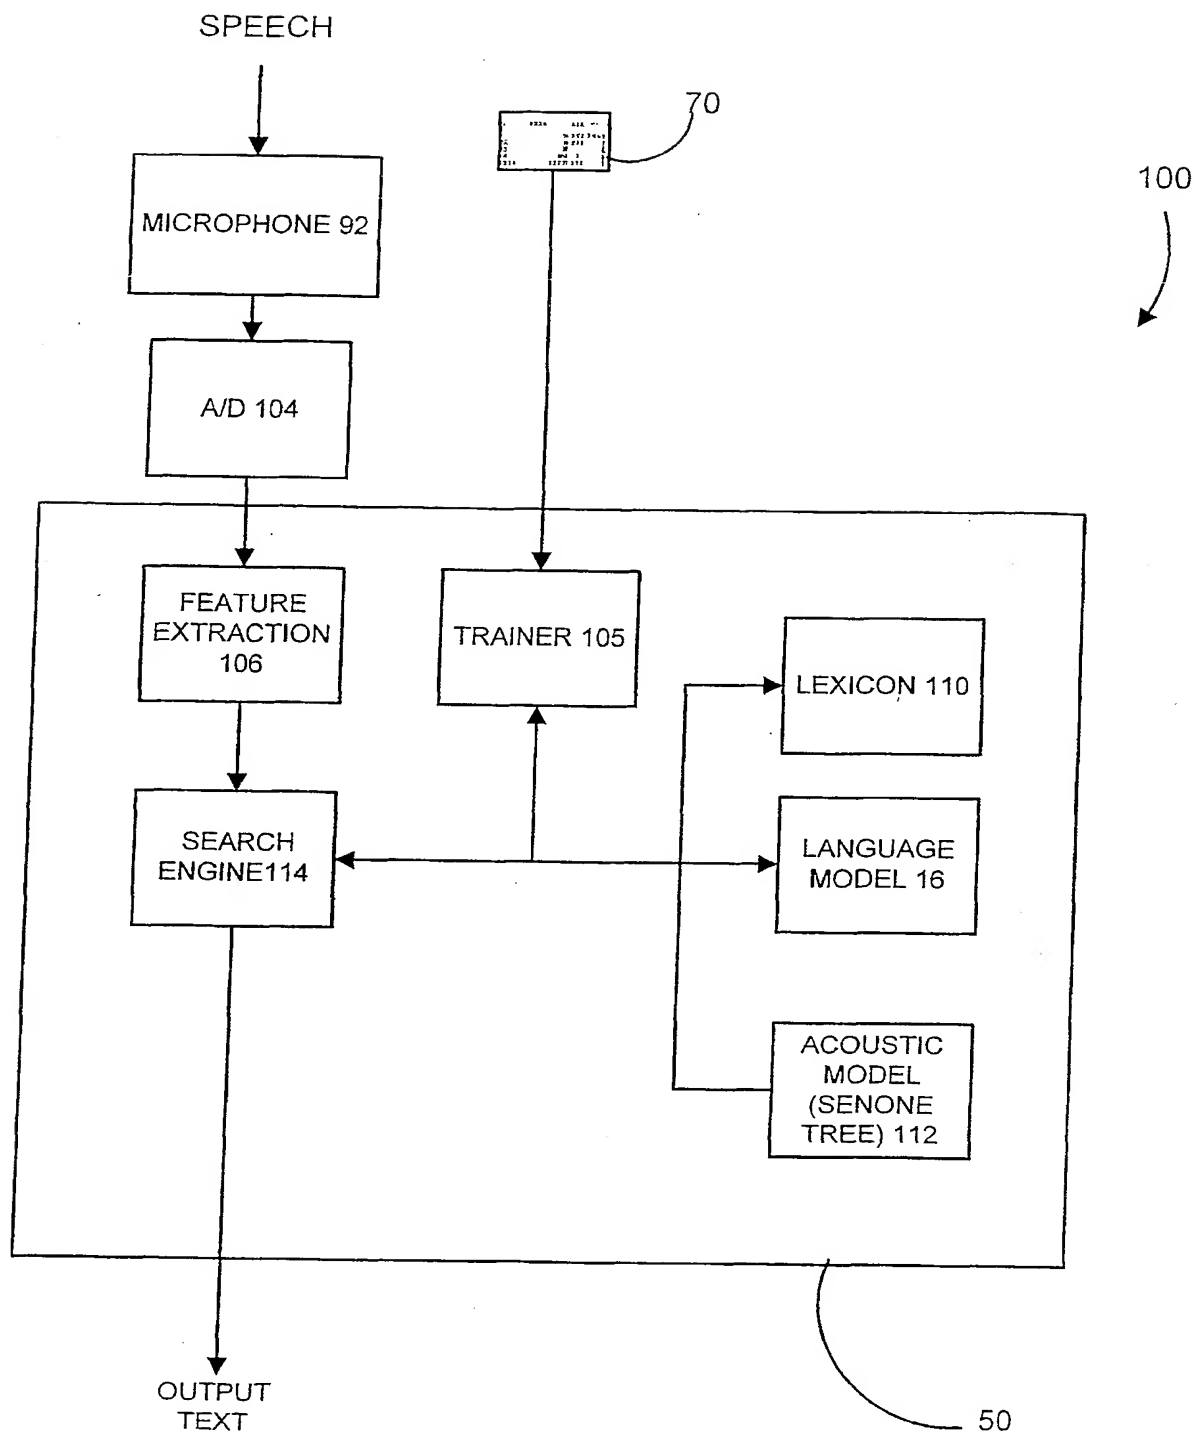 SPEECH
70
100
MICROPHONE 92
A/D 104
FEATURE
EXTRACTION
106
TRAINER 105
LEXICON 110
SEARCH
ENGINE114
LANGUAGE
MODEL 16
ACOUSTIC
MODEL
(SENONE
TREE) 112
OUTPUT
TEXT
50